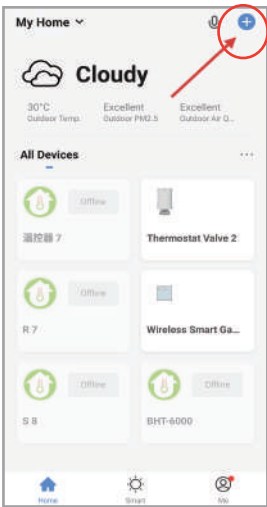 My Home
Cloudy
30°C Excellent Excellent
Outdoor Temp. Outdoor PM2.5 Outdoor Air Q...
All Devices
Offline
温控器 7
Thermostat Valve 2
Offline
R 7
Wireless Smart Ga...
Offline
S 8
Offline
BHT-6000
Home Smart Me